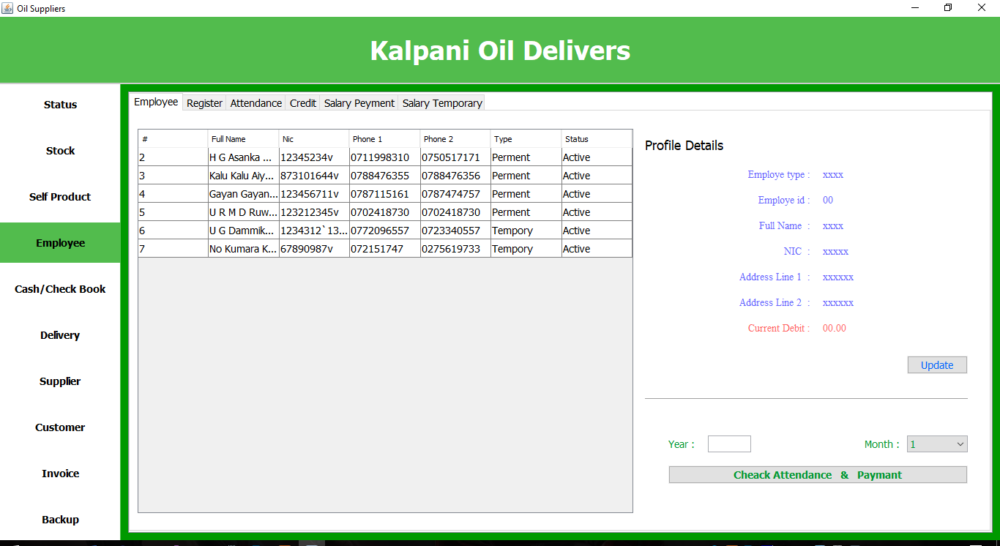 Oil Suppliers
Kalpani Oil Delivers
Status
Stock
Self Product
Employee
Cash/Check Book
Delivery
Supplier
Customer
Invoice
Backup
Employee Register Attendance Credit Salary Peyment Salary Temporary
# Full Name Nic Phone 1 Phone 2 Type Status
2 H G Asanka ... 12345234v 0711998310 0750517171 Perment Active
3 Kalu Kalu Aiy... 873101644v 0788476355 0788476356 Perment Active
4 Gayan Gayan... 123456711v 0787115161 0787474757 Perment Active
5 U R M D Ruw... 123212345v 0702418730 0702418730 Perment Active
6 U G Dammik... 1234312`13... 0772096557 0723340557 Tempory Active
7 No Kumara K... 67890987v 072151747 0275619733 Tempory Active
Profile Details
Employe type : xxxx
Employe id : 00
Full Name : xxxx
NIC : xxxxx
Address Line 1 : xxxxxx
Address Line 2 : xxxxxx
Current Debit : 00.00
Update
Year : Month : 1
Cheack Attendance & Paymant